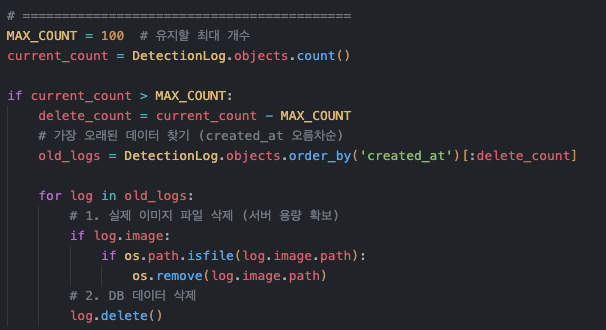 # ==========================================
MAX_COUNT = 100  # 유지할 최대 개수
current_count = DetectionLog.objects.count()

if current_count > MAX_COUNT:
    delete_count = current_count - MAX_COUNT
    # 가장 오래된 데이터 찾기 (created_at 오름차순)
    old_logs = DetectionLog.objects.order_by('created_at')[:delete_count]

    for log in old_logs:
        # 1. 실제 이미지 파일 삭제 (서버 용량 확보)
        if log.image:
            if os.path.isfile(log.image.path):
                os.remove(log.image.path)
        # 2. DB 데이터 삭제
        log.delete()